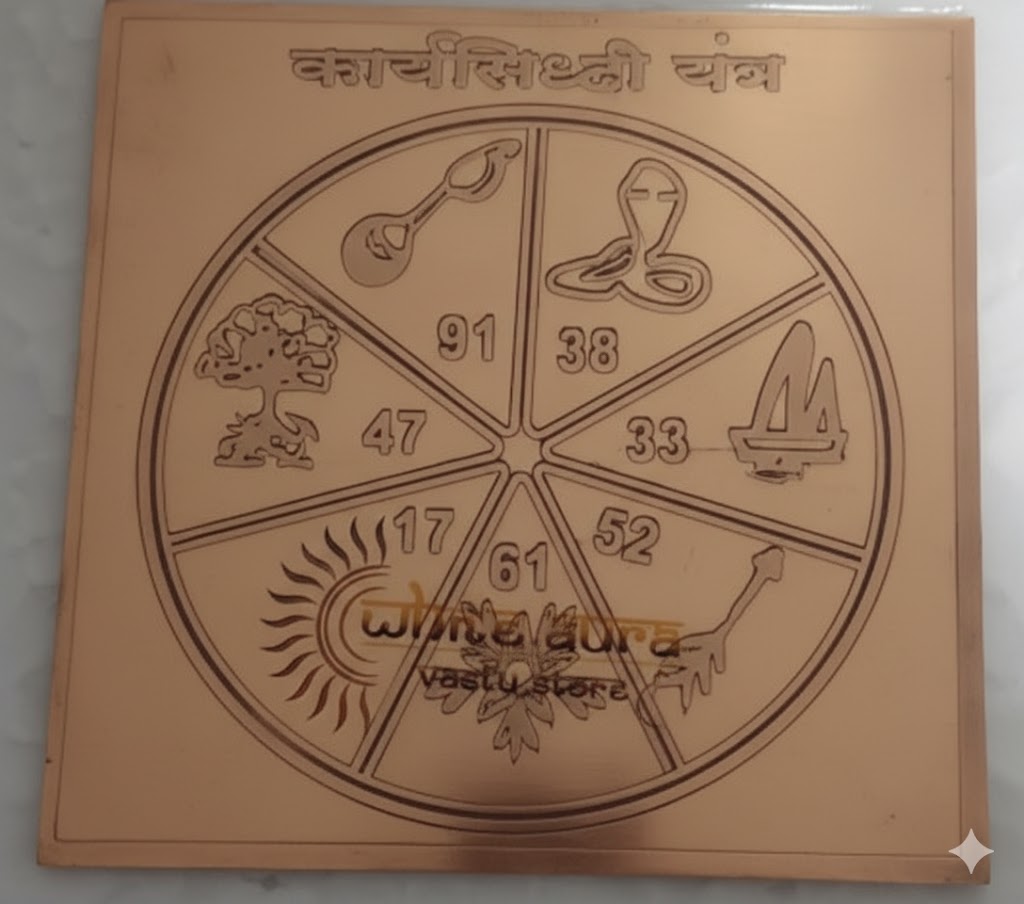 कार्यसिध्दी यंत्र
91 38
47 33
17 52
61
white aura
vastu store